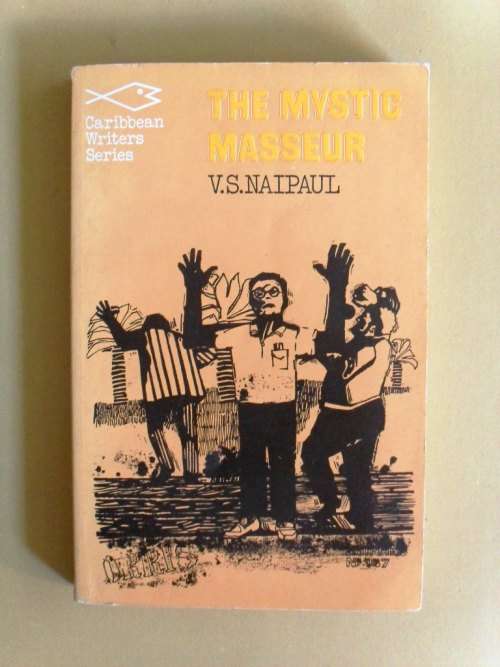 Caribbean
Writers
Series
THE MYSTIC
MASSEUR
V.S.NAIPAUL